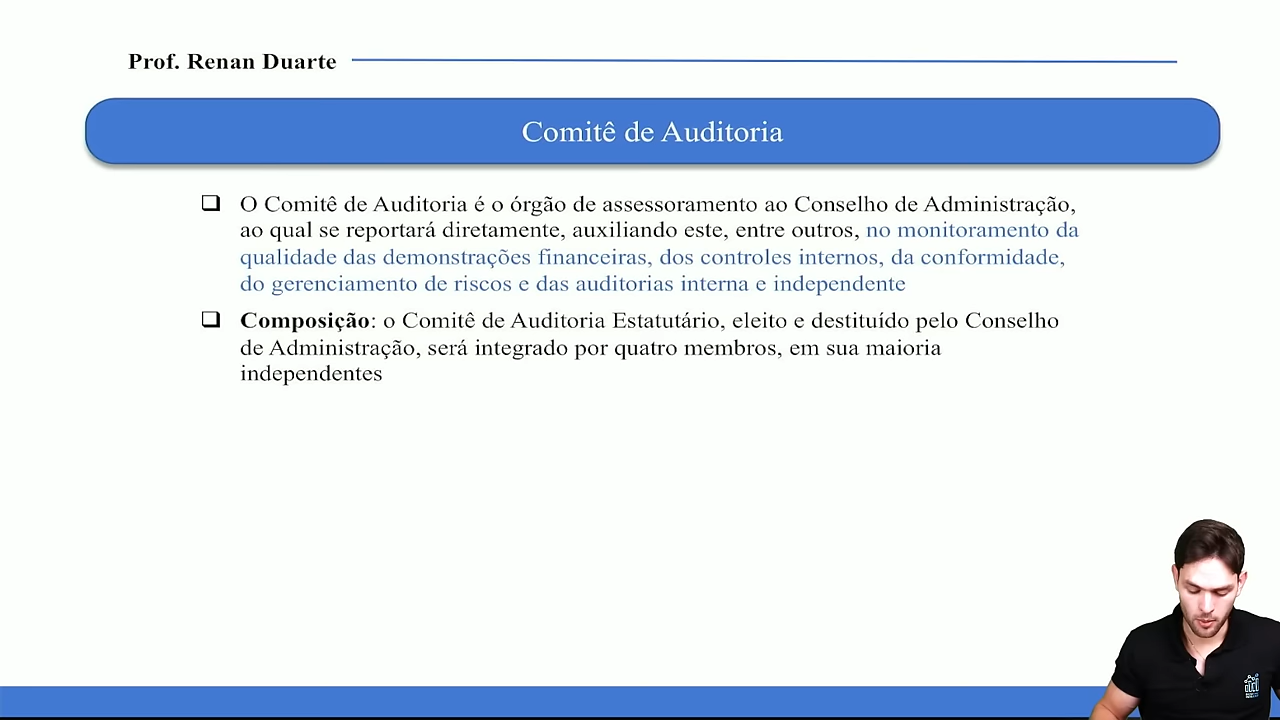 Prof. Renan Duarte
Comitê de Auditoria
O Comitê de Auditoria é o órgão de assessoramento ao Conselho de Administração,
ao qual se reportará diretamente, auxiliando este, entre outros, no monitoramento da
qualidade das demonstrações financeiras, dos controles internos, da conformidade,
do gerenciamento de riscos e das auditorias interna e independente
Composição: o Comitê de Auditoria Estatutário, eleito e destituído pelo Conselho
de Administração, será integrado por quatro membros, em sua maioria
independentes